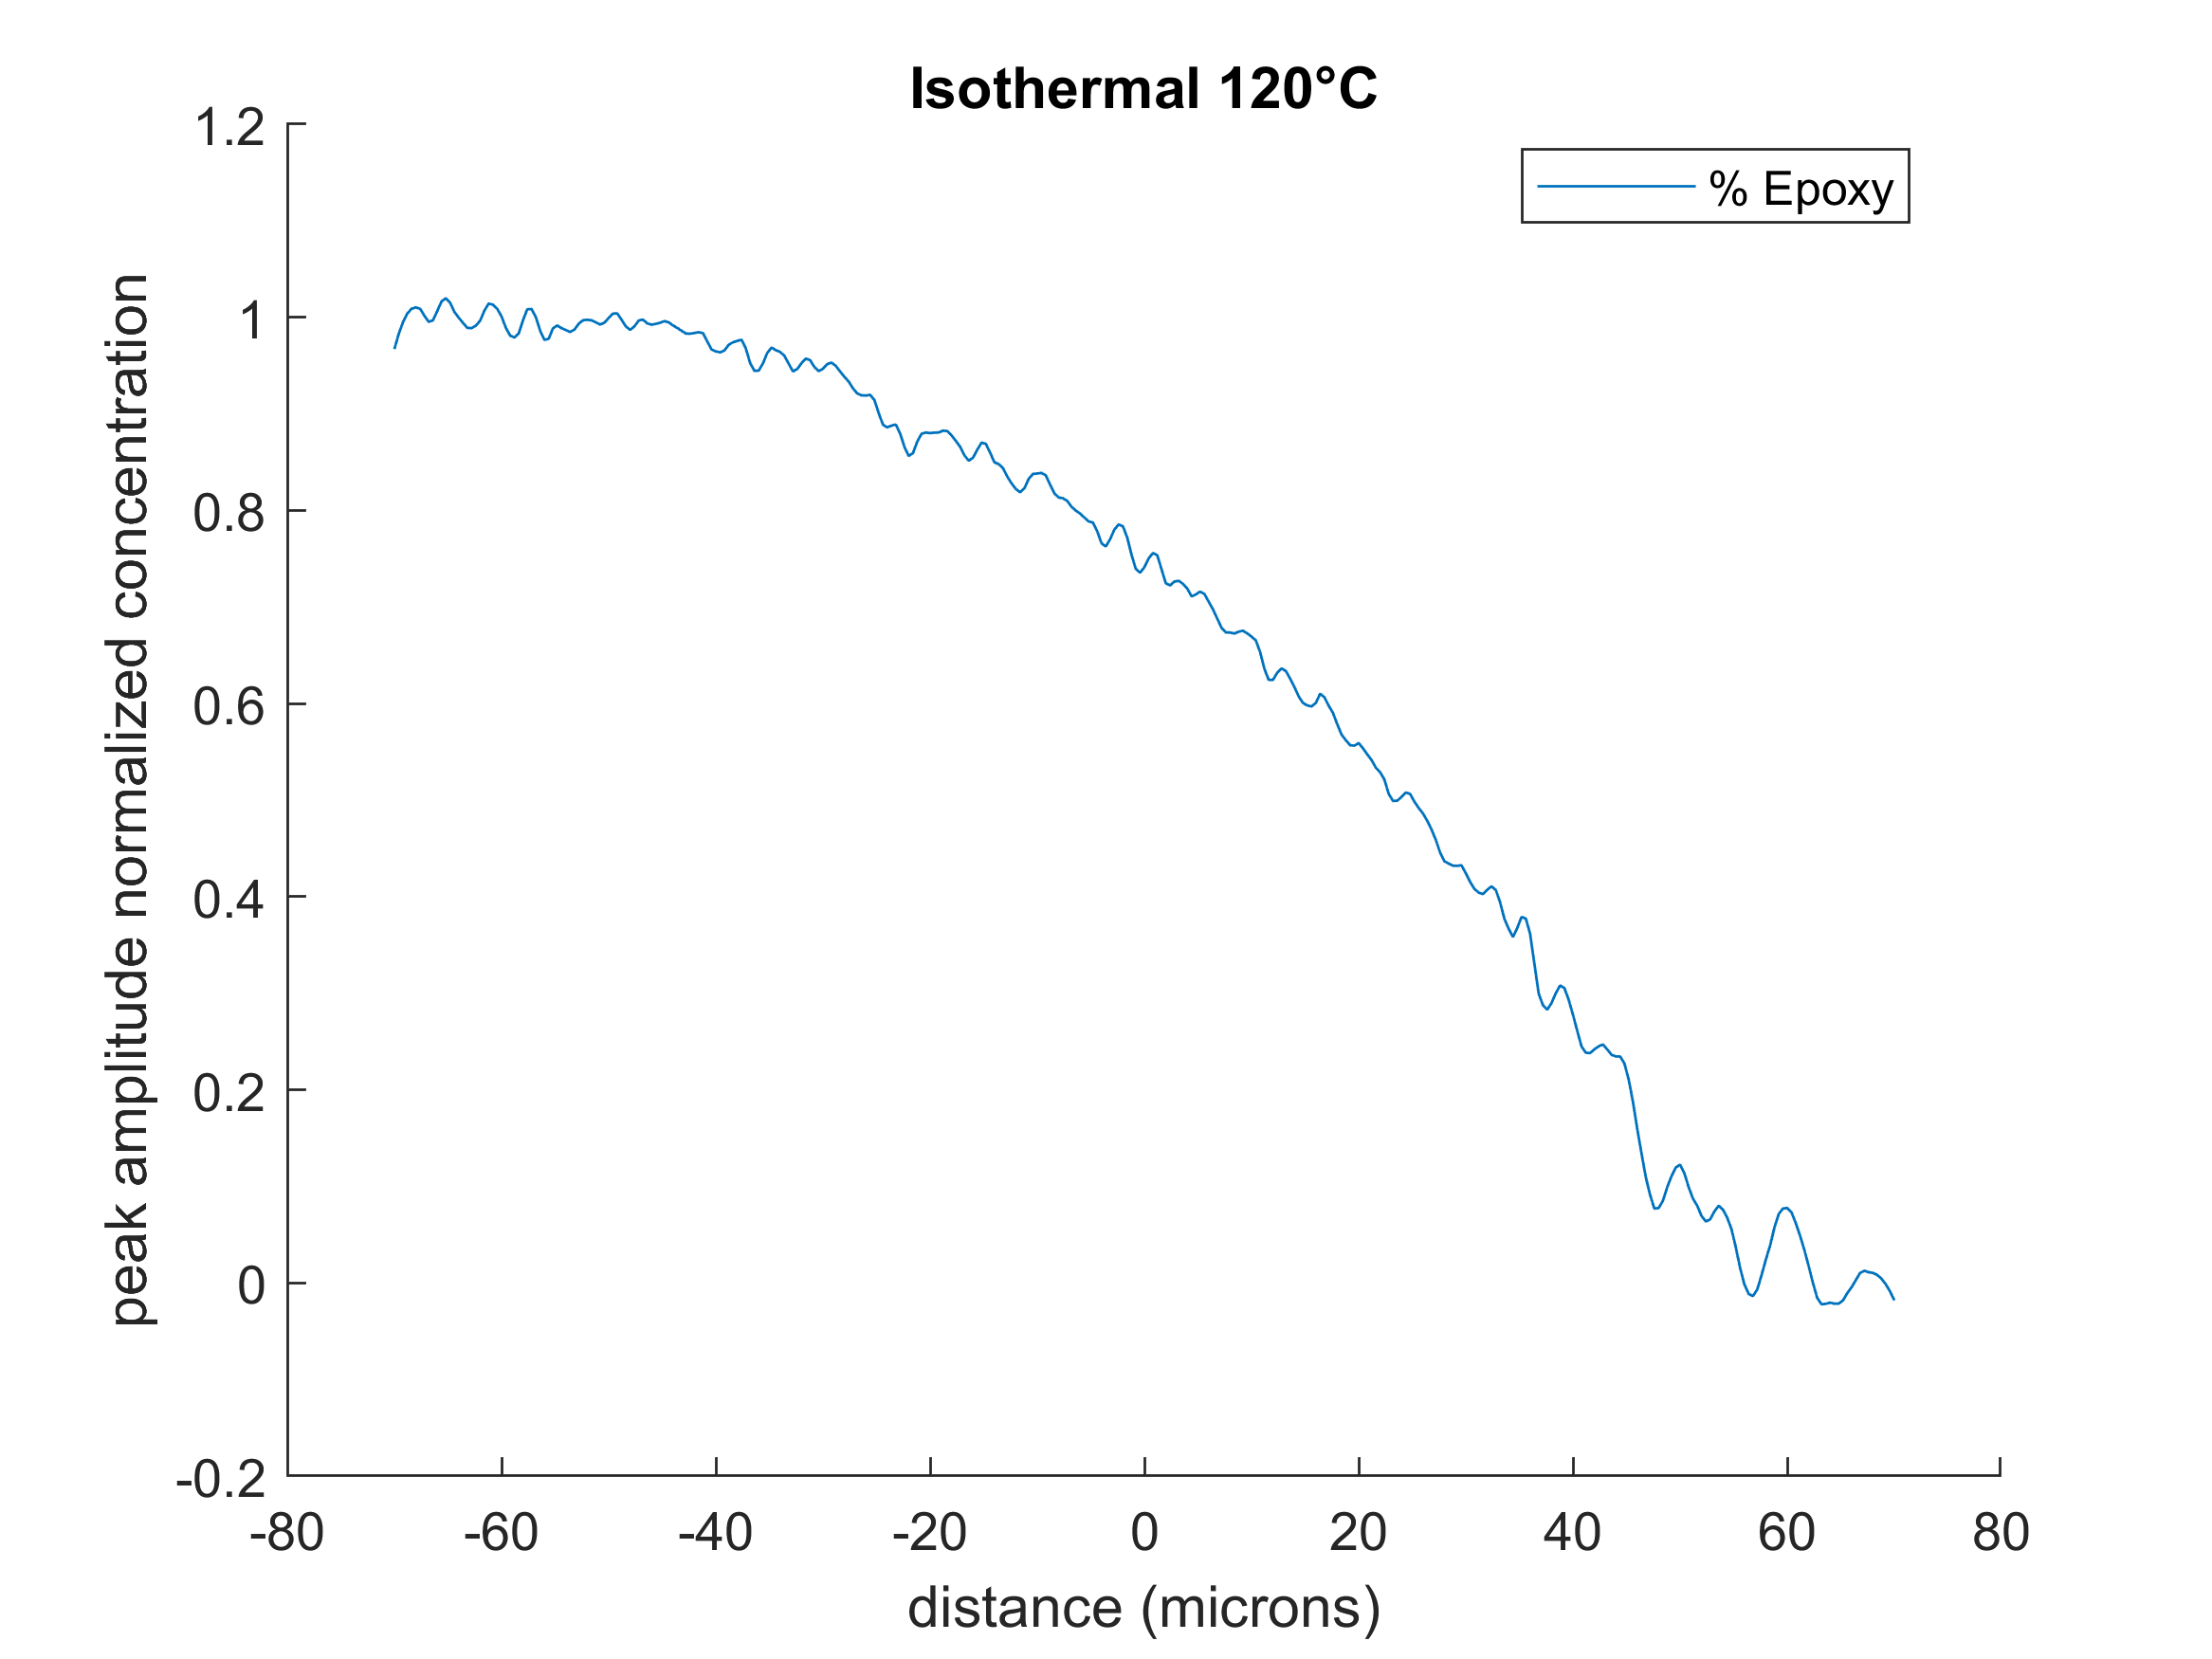 Isothermal 120°C
% Epoxy
peak amplitude normalized concentration
1.2
1
0.8
0.6
0.4
0.2
0
-0.2
-80 -60 -40 -20 0 20 40 60 80
distance (microns)